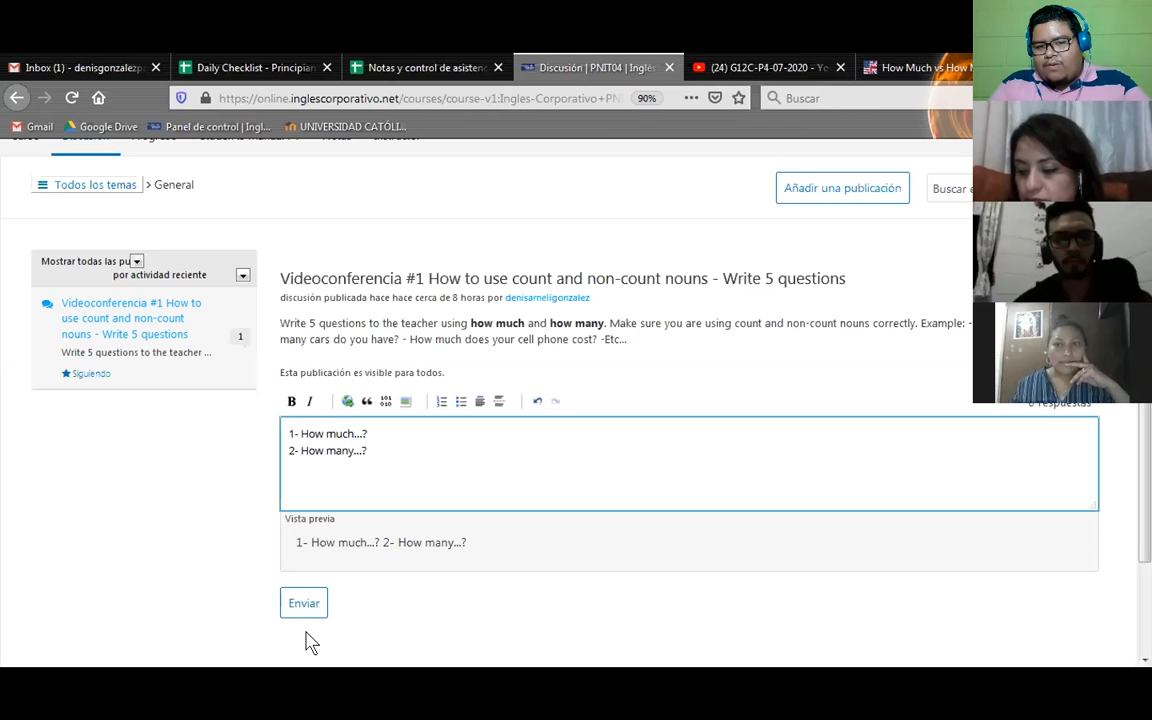 Inbox (1) - denisgonzalezp
Daily Checklist - Principian
Notas y control de asistenc
Discusión | PNIT04 | Inglés
(24) G12C-P4-07-2020 - Yo
How Much vs How M
https://online.inglescorporativo.net/courses/course-v1:Ingles-Corporativo+PN
90%
Buscar
Gmail
Google Drive
Panel de control | Ingl...
UNIVERSIDAD CATÓLI...
Todos los temas > General
Añadir una publicación
Buscar e
Mostrar todas las pu
por actividad reciente
Videoconferencia #1 How to
use count and non-count
nouns - Write 5 questions
1
Write 5 questions to the teacher ...
Siguiendo
Videoconferencia #1 How to use count and non-count nouns - Write 5 questions
discusión publicada hace hace cerca de 8 horas por denisarneligonzalez
Write 5 questions to the teacher using how much and how many. Make sure you are using count and non-count nouns correctly. Example: -
many cars do you have? - How much does your cell phone cost? -Etc...
Esta publicación es visible para todos.
B I
101
010
1- How much...?
2- How many...?
Vista previa
1- How much...? 2- How many...?
Enviar